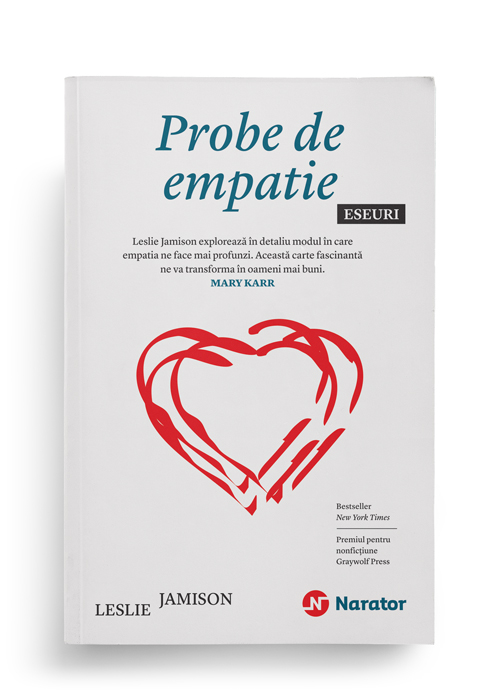 Probe de
empatie
ESEURI
Leslie Jamison explorează în detaliu modul în care
empatia ne face mai profunzi. Această carte fascinantă
ne va transforma în oameni mai buni.
MARY KARR
Bestseller
New York Times
Premiul pentru
nonficțiune
Graywolf Press
LESLIE JAMISON
N Narator